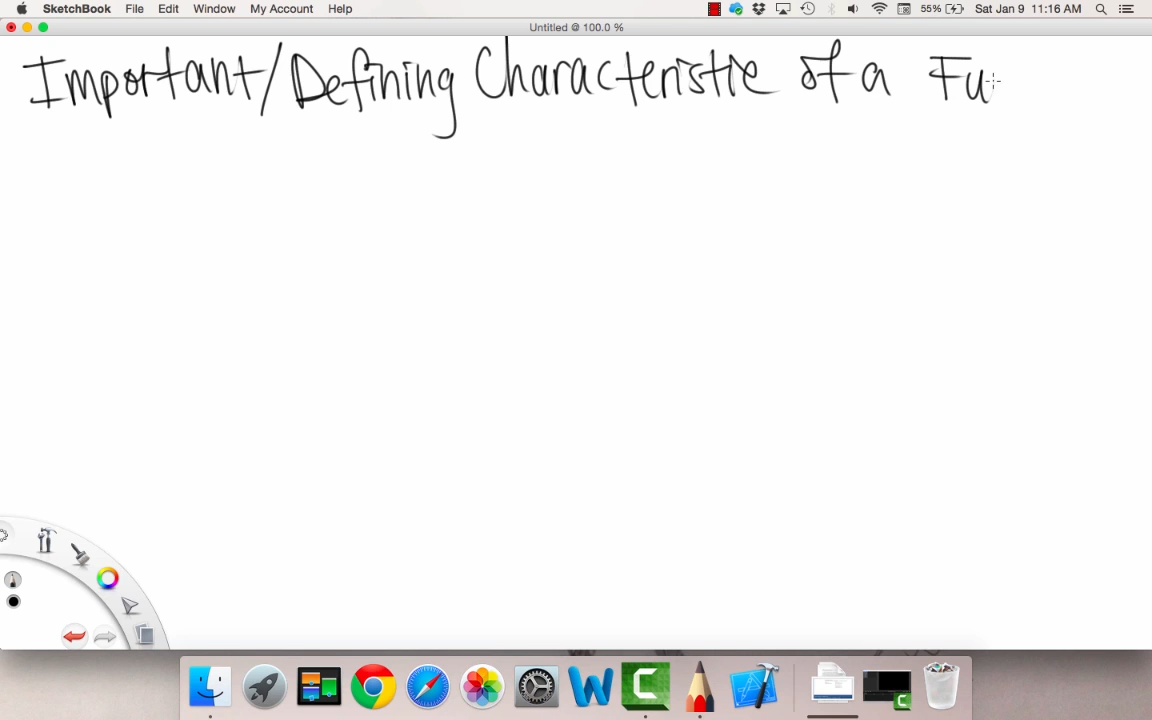 SketchBook File Edit Window My Account Help 55% Sat Jan 9 11:16 AM
Untitled @ 100.0 %
Important/Defining Characteristic of a Fu